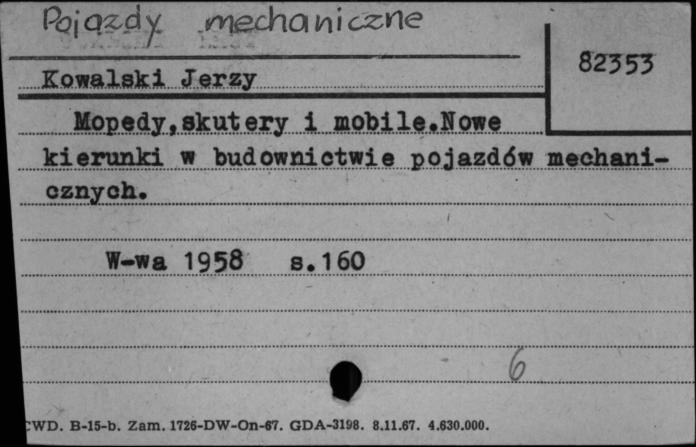 Pojazdy mechaniczne
82353
Kowalski Jerzy
Mopedy,skutery i mobile.Nowe
kierunki w budownictwie pojazdów mechani-
cznych.
W-wa 1958 s.160
6
CWD. B-15-b. Zam. 1726-DW-On-67. GDA-3198. 8.11.67. 4.630.000.